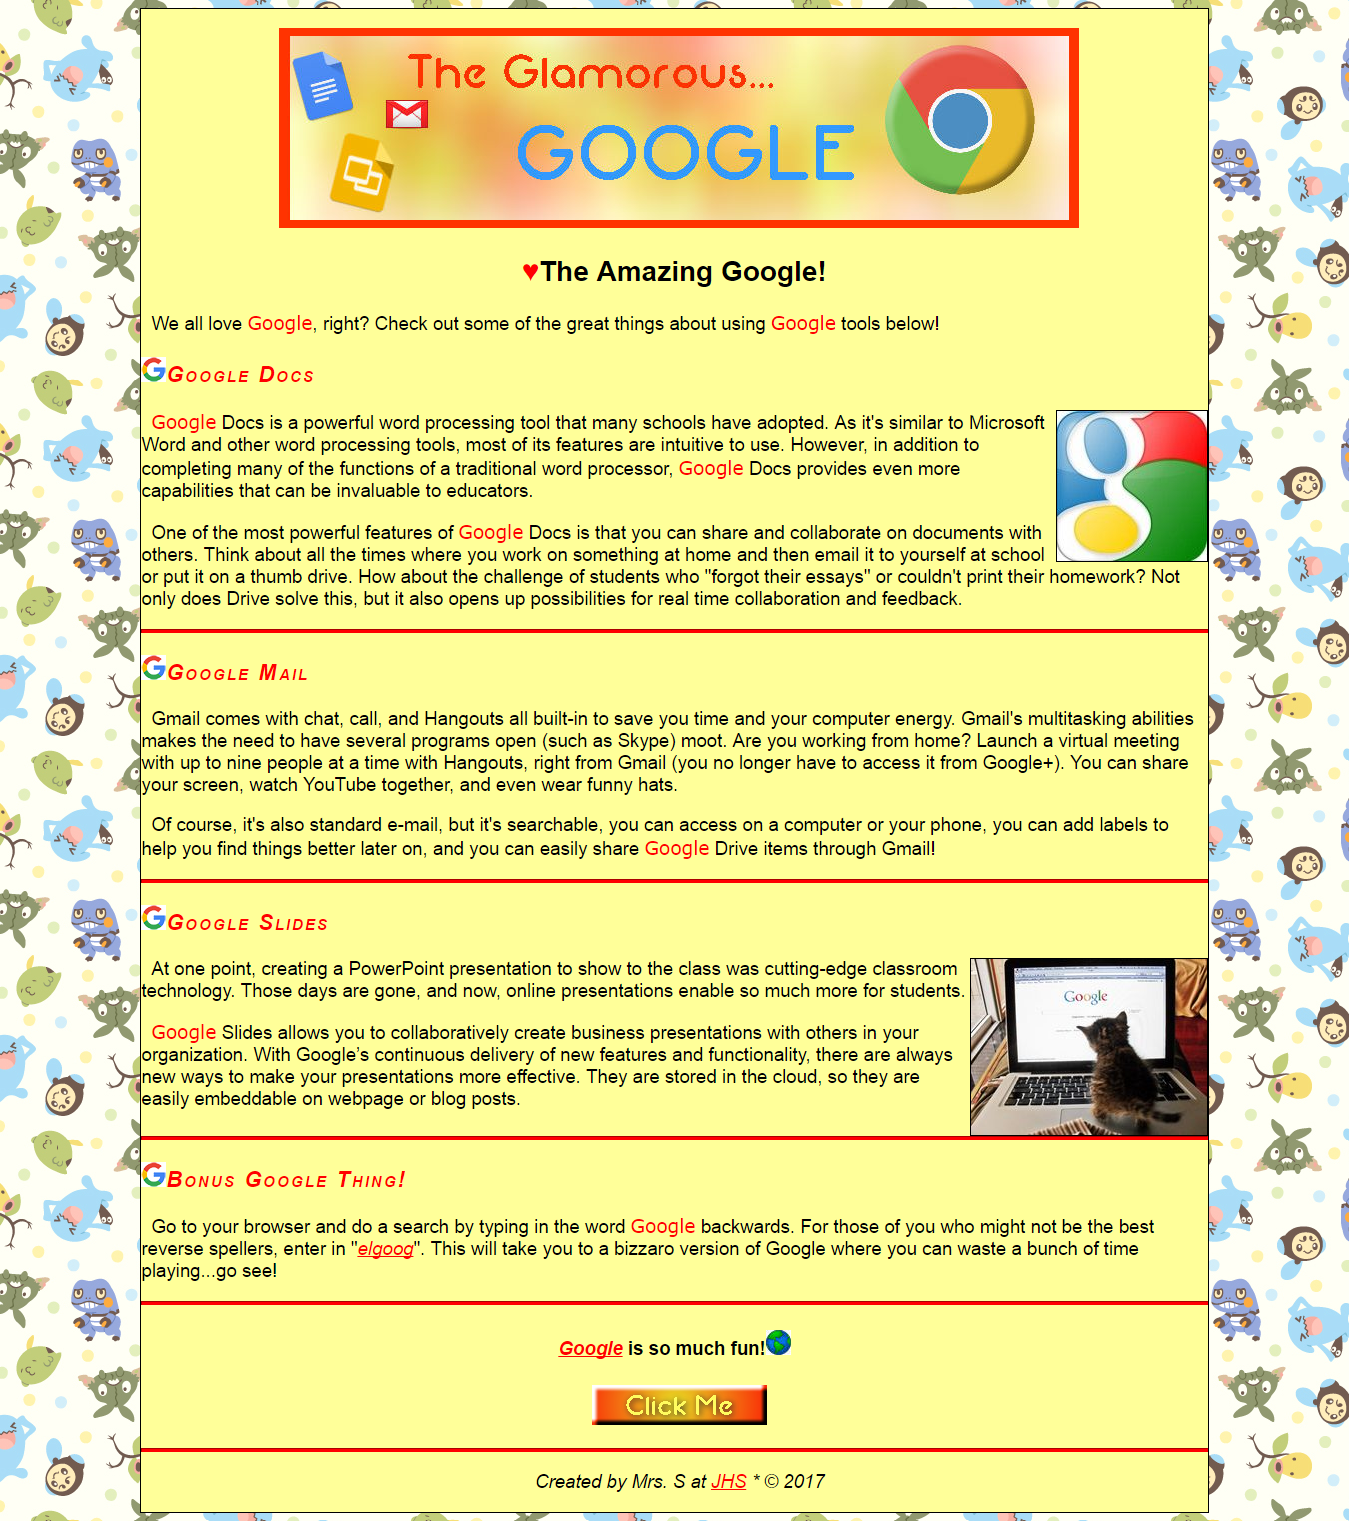 The Glamorous...
GOOGLE
♥The Amazing Google!
We all love Google, right? Check out some of the great things about using Google tools below!
Google Docs
Google Docs is a powerful word processing tool that many schools have adopted. As it's similar to Microsoft
Word and other word processing tools, most of its features are intuitive to use. However, in addition to
completing many of the functions of a traditional word processor, Google Docs provides even more
capabilities that can be invaluable to educators.
One of the most powerful features of Google Docs is that you can share and collaborate on documents with
others. Think about all the times where you work on something at home and then email it to yourself at school
or put it on a thumb drive. How about the challenge of students who "forgot their essays" or couldn't print their homework? Not
only does Drive solve this, but it also opens up possibilities for real time collaboration and feedback.
Google Mail
Gmail comes with chat, call, and Hangouts all built-in to save you time and your computer energy. Gmail's multitasking abilities
makes the need to have several programs open (such as Skype) moot. Are you working from home? Launch a virtual meeting
with up to nine people at a time with Hangouts, right from Gmail (you no longer have to access it from Google+). You can share
your screen, watch YouTube together, and even wear funny hats.
Of course, it's also standard e-mail, but it's searchable, you can access on a computer or your phone, you can add labels to
help you find things better later on, and you can easily share Google Drive items through Gmail!
Google Slides
At one point, creating a PowerPoint presentation to show to the class was cutting-edge classroom
technology. Those days are gone, and now, online presentations enable so much more for students.
Google
Google Slides allows you to collaboratively create business presentations with others in your
organization. With Google’s continuous delivery of new features and functionality, there are always
new ways to make your presentations more effective. They are stored in the cloud, so they are
easily embeddable on webpage or blog posts.
Bonus Google Thing!
Go to your browser and do a search by typing in the word Google backwards. For those of you who might not be the best
reverse spellers, enter in "elgoog". This will take you to a bizzaro version of Google where you can waste a bunch of time
playing...go see!
Google is so much fun!
Click Me
Created by Mrs. S at JHS * © 2017